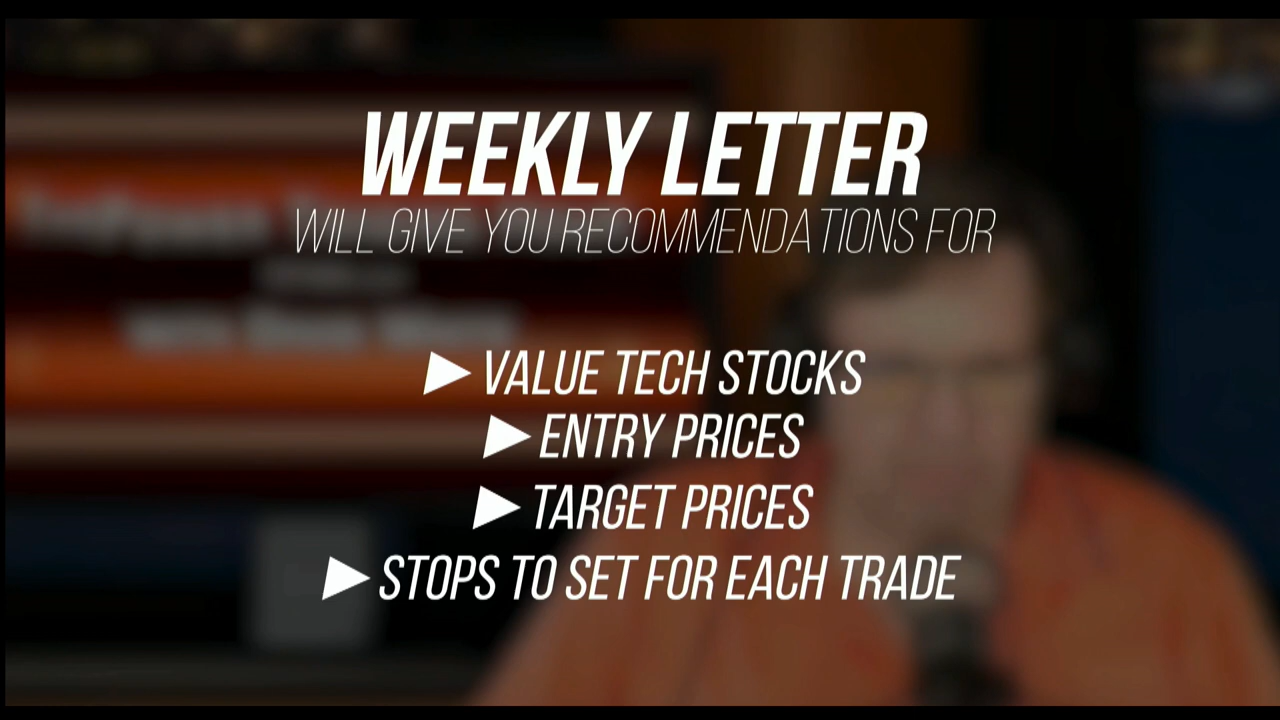 WEEKLY LETTER
WILL GIVE YOU RECOMMENDATIONS FOR
▶ VALUE TECH STOCKS
▶ ENTRY PRICES
▶ TARGET PRICES
▶ STOPS TO SET FOR EACH TRADE